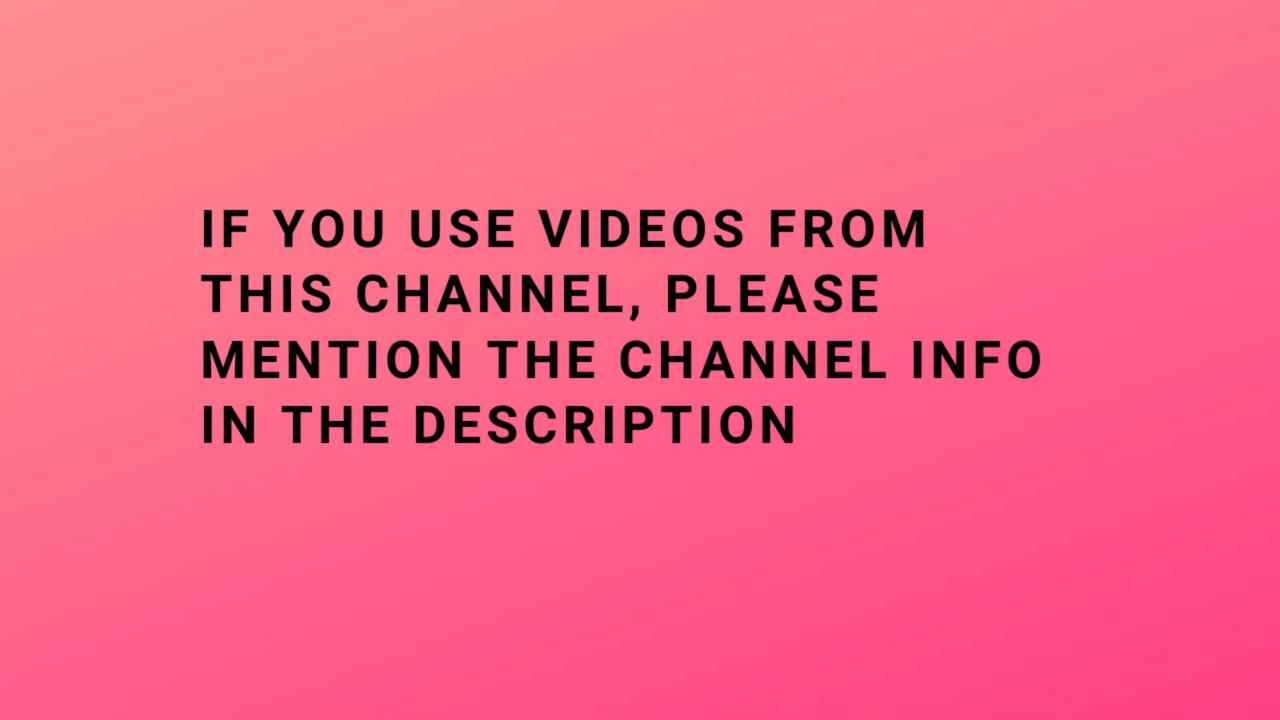 IF YOU USE VIDEOS FROM
THIS CHANNEL, PLEASE
MENTION THE CHANNEL INFO
IN THE DESCRIPTION